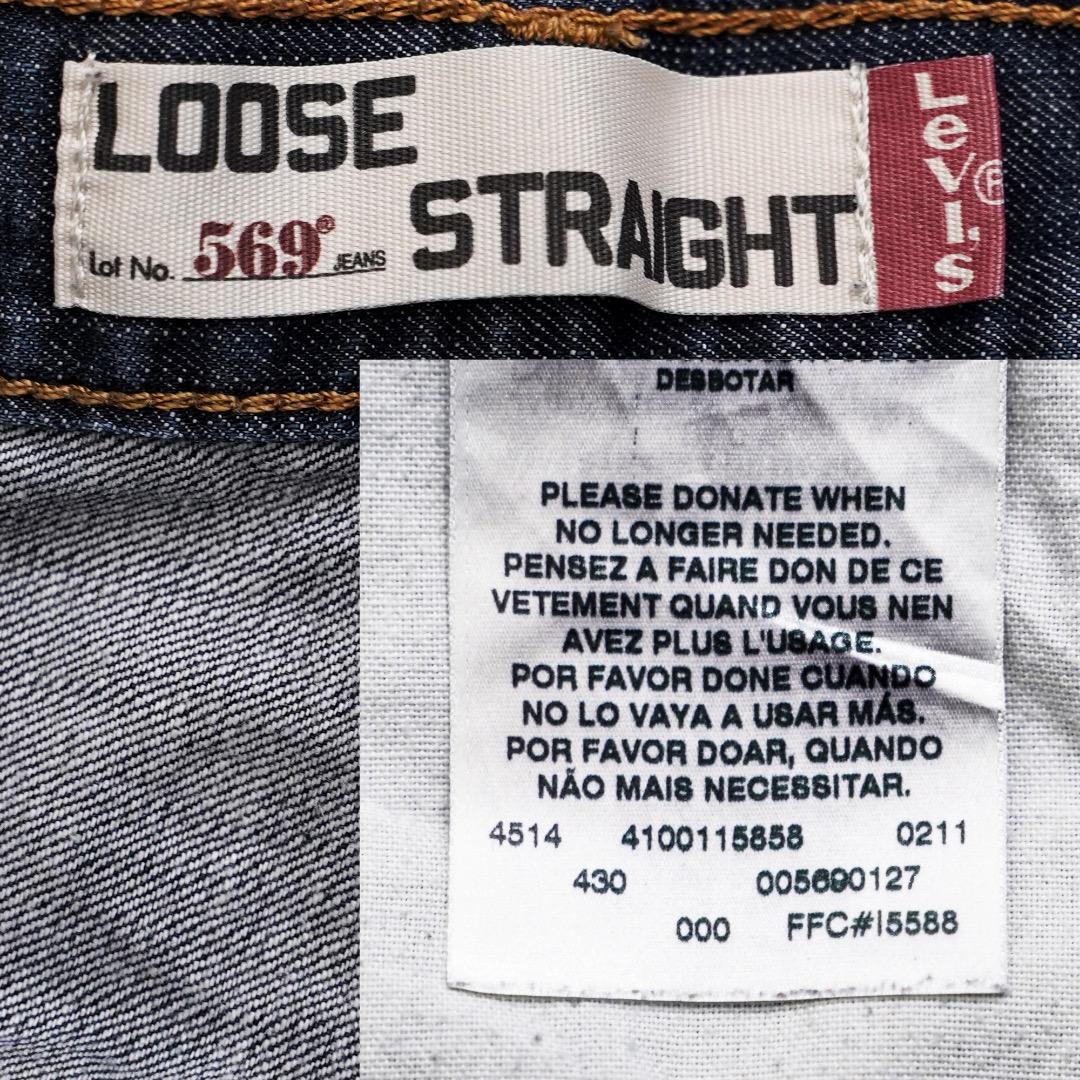 LOOSE
STRAIGHT
Lot No. 569® JEANS
Levi's®
DESBOTAR
PLEASE DONATE WHEN
NO LONGER NEEDED.
PENSEZ A FAIRE DON DE CE
VETEMENT QUAND VOUS NEN
AVEZ PLUS L'USAGE.
POR FAVOR DONE CUANDO
NO LO VAYA A USAR MÁS.
POR FAVOR DOAR, QUANDO
NÃO MAIS NECESSITAR.
4514 4100115858 0211
430 005690127
000 FFC#I5588